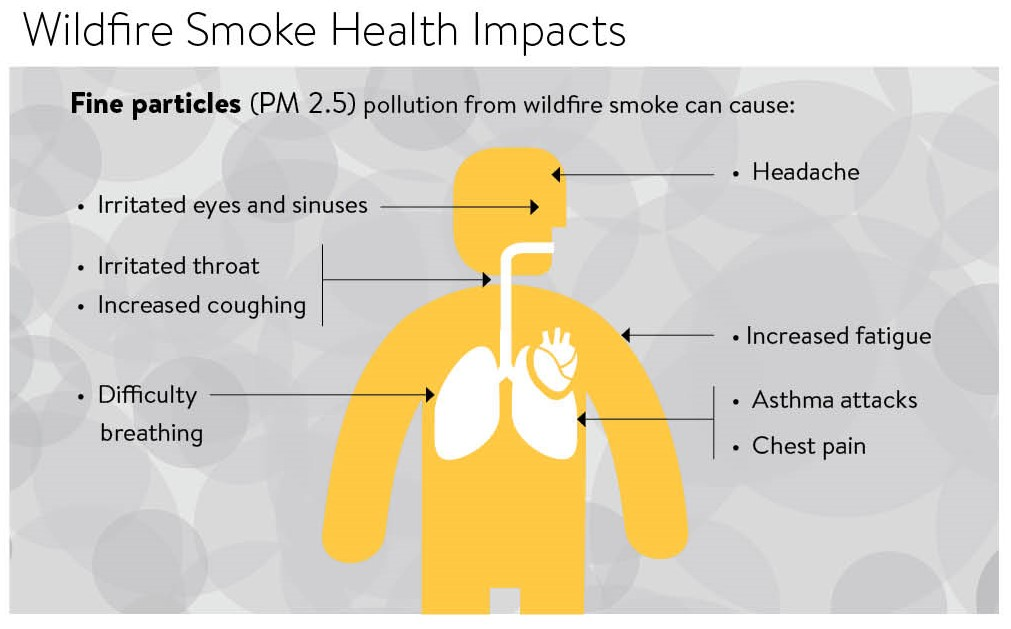 Wildfire Smoke Health Impacts
Fine particles (PM 2.5) pollution from wildfire smoke can cause:
• Irritated eyes and sinuses
• Irritated throat
• Increased coughing
• Difficulty
breathing
• Headache
• Increased fatigue
• Asthma attacks
• Chest pain